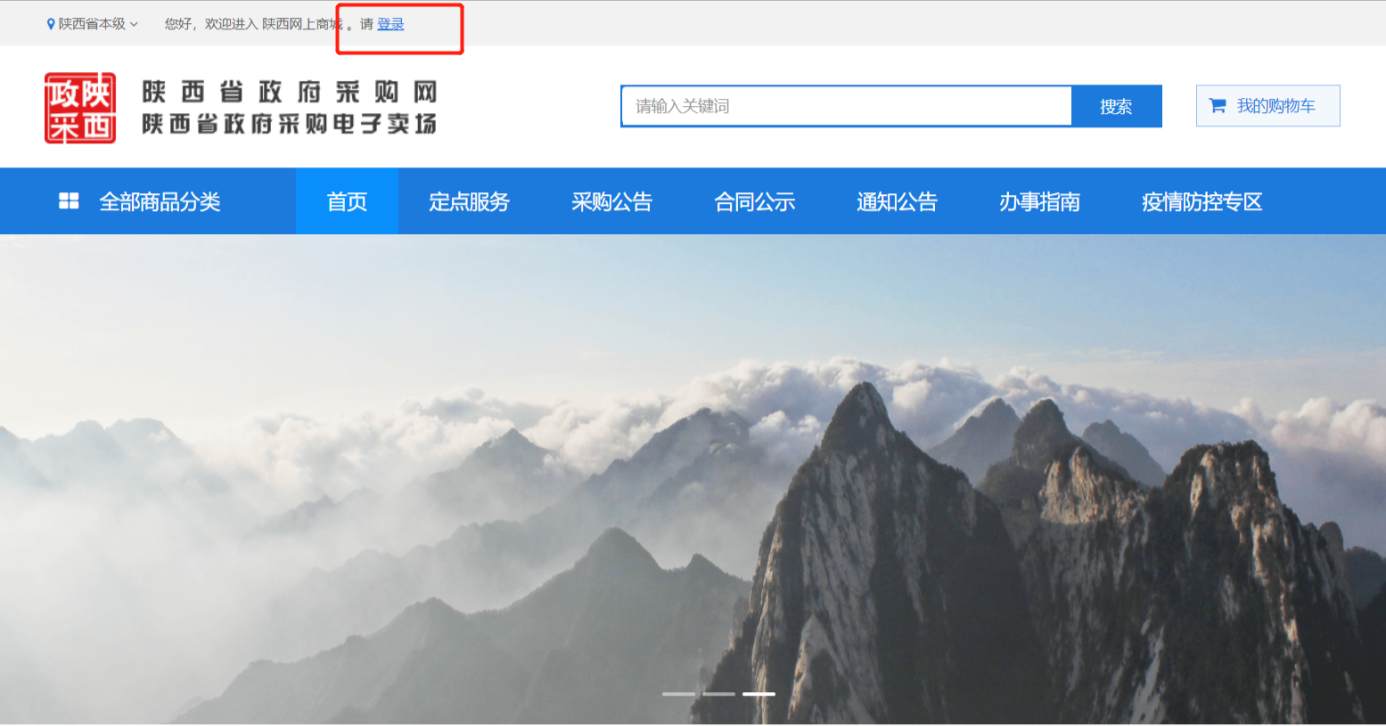 陕西省本级 您好，欢迎进入 陕西网上商城 。请 登录
政陕
采西
陕西省政府采购网
陕西省政府采购电子卖场
请输入关键词 搜索 我的购物车
全部商品分类 首页 定点服务 采购公告 合同公示 通知公告 办事指南 疫情防控专区